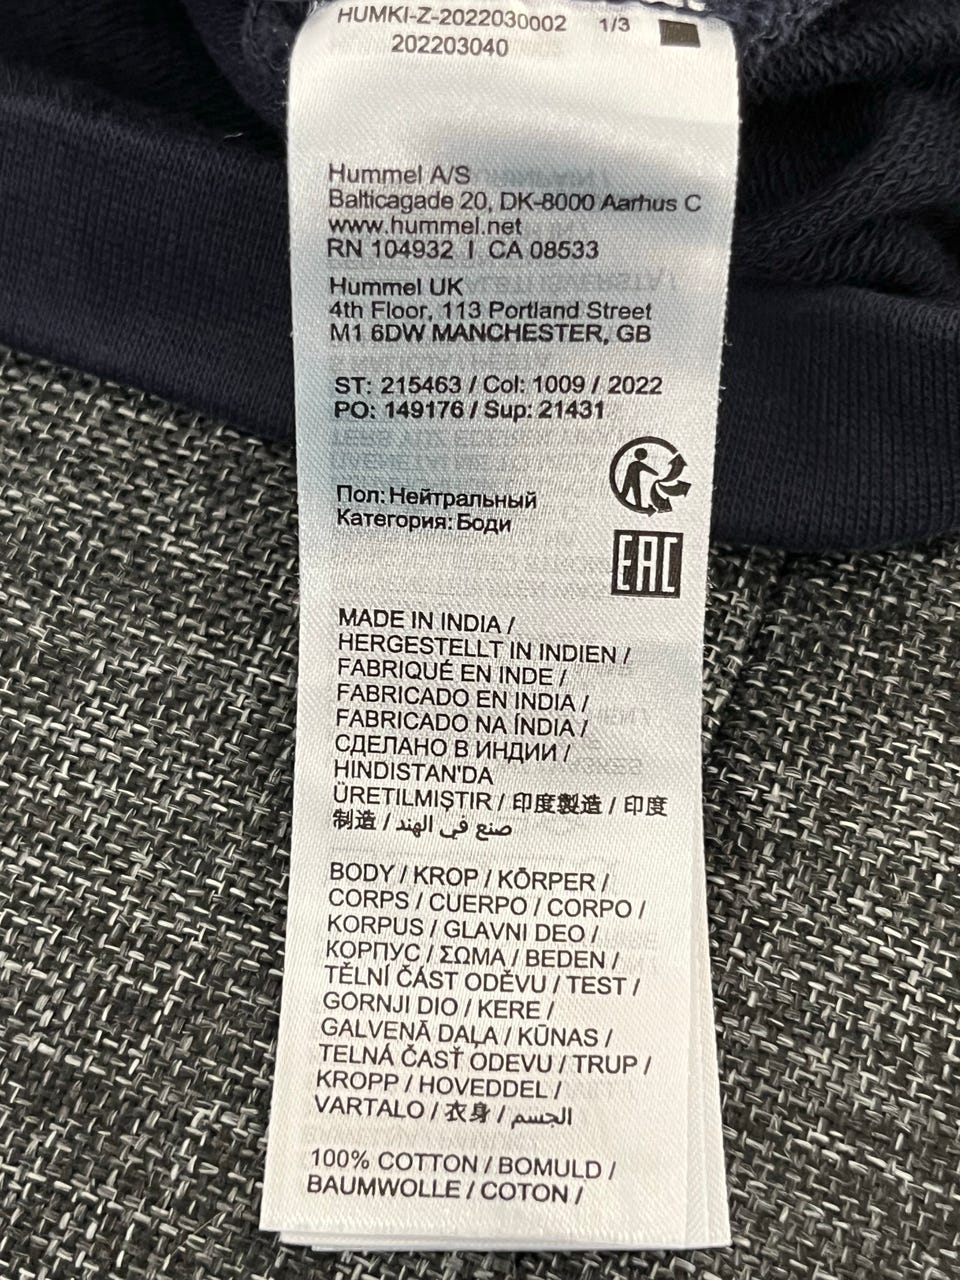 HUMKI-Z-2022030002 1/3
202203040
Hummel A/S
Balticagade 20, DK-8000 Aarhus C
www.hummel.net
RN 104932 | CA 08533
Hummel UK
4th Floor, 113 Portland Street
M1 6DW MANCHESTER, GB
ST: 215463 / Col: 1009 / 2022
PO: 149176 / Sup: 21431
Пол: Нейтральный
Категория: Боди
EAC
MADE IN INDIA /
HERGESTELLT IN INDIEN /
FABRIQUÉ EN INDE /
FABRICADO EN INDIA /
FABRICADO NA ÍNDIA /
СДЕЛАНО В ИНДИИ /
HINDISTAN'DA
ÜRETILMIŞTIR / 印度製造 / 印度
制造 / صنع في الهند
BODY / KROP / KÖRPER /
CORPS / CUERPO / CORPO /
KORPUS / GLAVNI DEO /
КОРПУС / ΣΩΜΑ / BEDEN /
TĚLNÍ ČÁST ODĚVU / TEST /
GORNJI DIO / KERE /
GALVENĀ DAĻA / KŪNAS /
TELNÁ ČASŤ ODEVU / TRUP /
KROPP / HOVEDDEL /
VARTALO / 衣身 / الجسم
100% COTTON / BOMULD /
BAUMWOLLE / COTON /